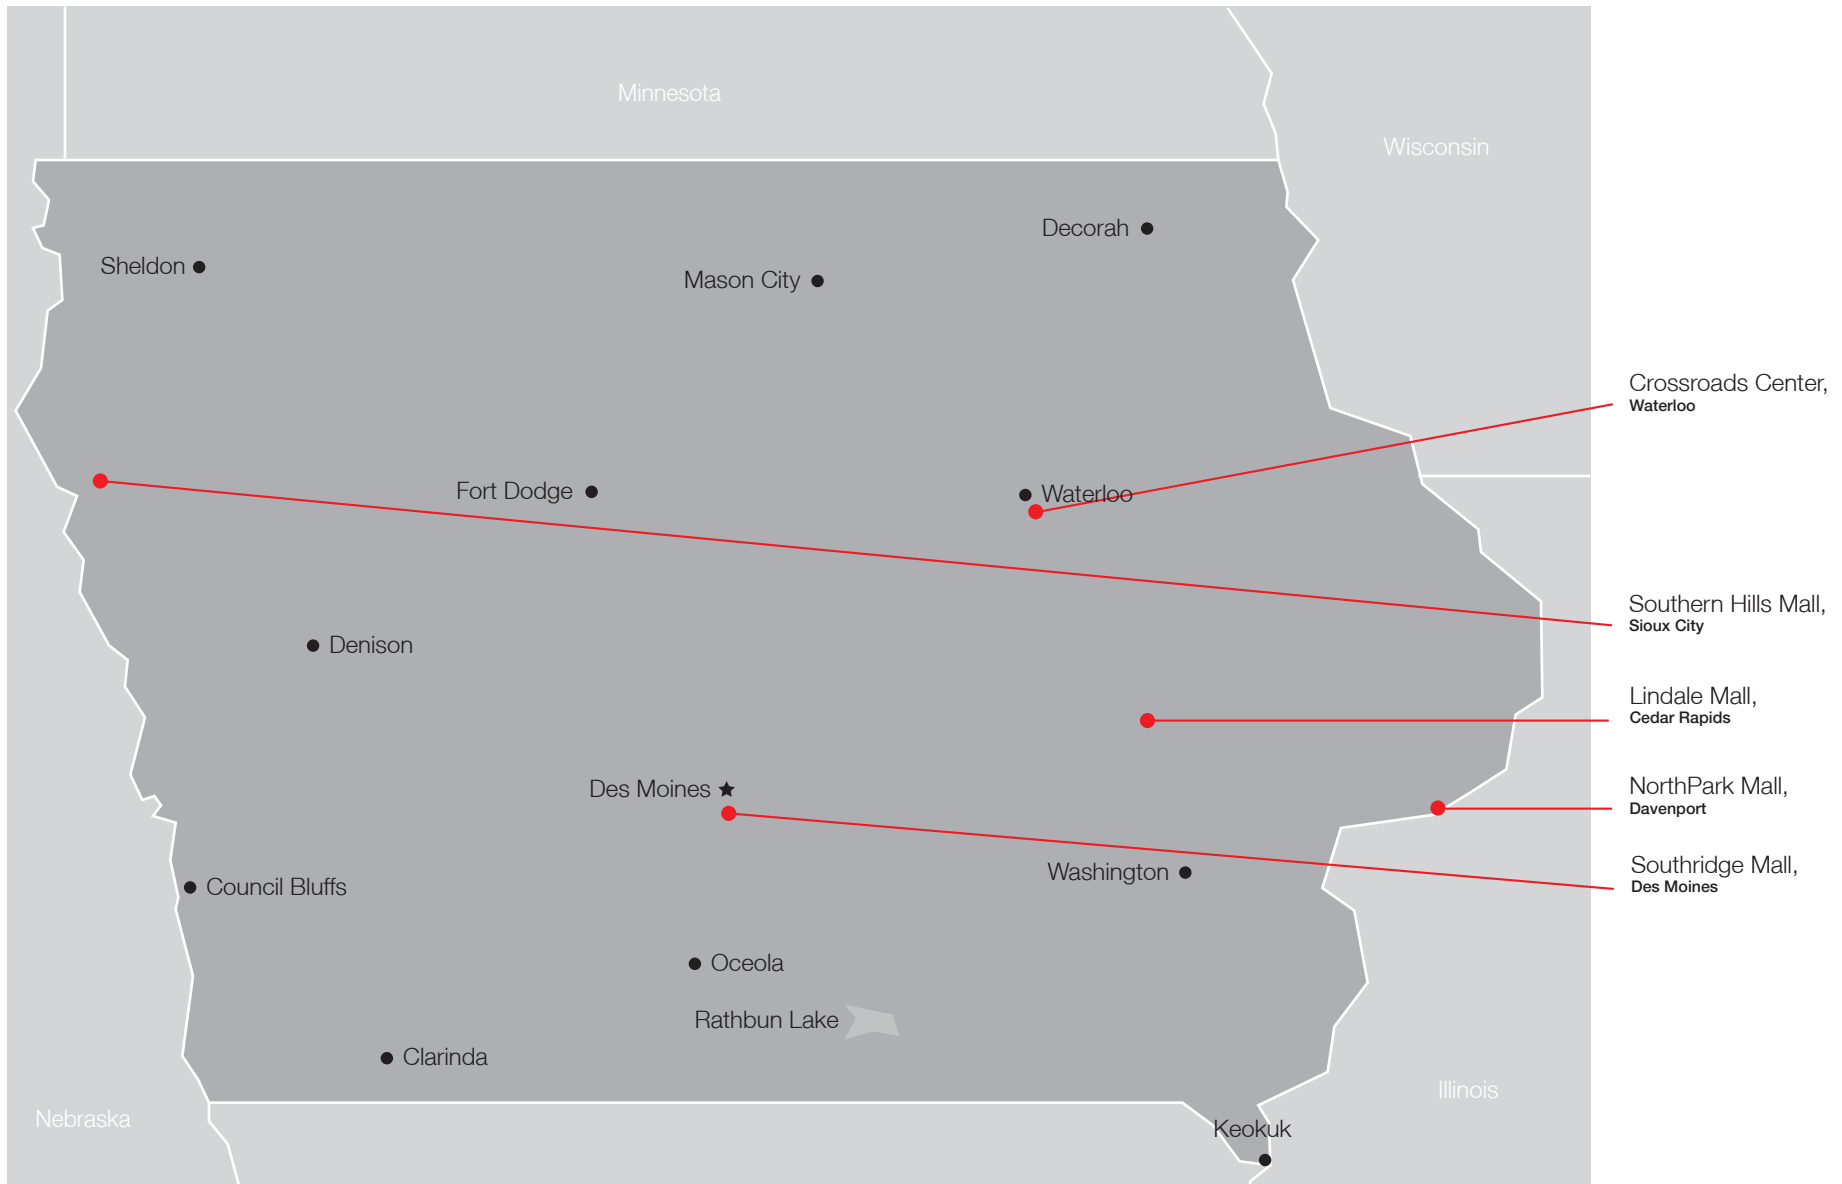 Minnesota
Wisconsin
Decorah
Sheldon
Mason City
Crossroads Center,
Waterloo
Fort Dodge
Waterloo
Southern Hills Mall,
Sioux City
Denison
Lindale Mall,
Cedar Rapids
Des Moines
NorthPark Mall,
Davenport
Washington
Southridge Mall,
Des Moines
Council Bluffs
Oceola
Rathbun Lake
Clarinda
Illinois
Nebraska
Keokuk